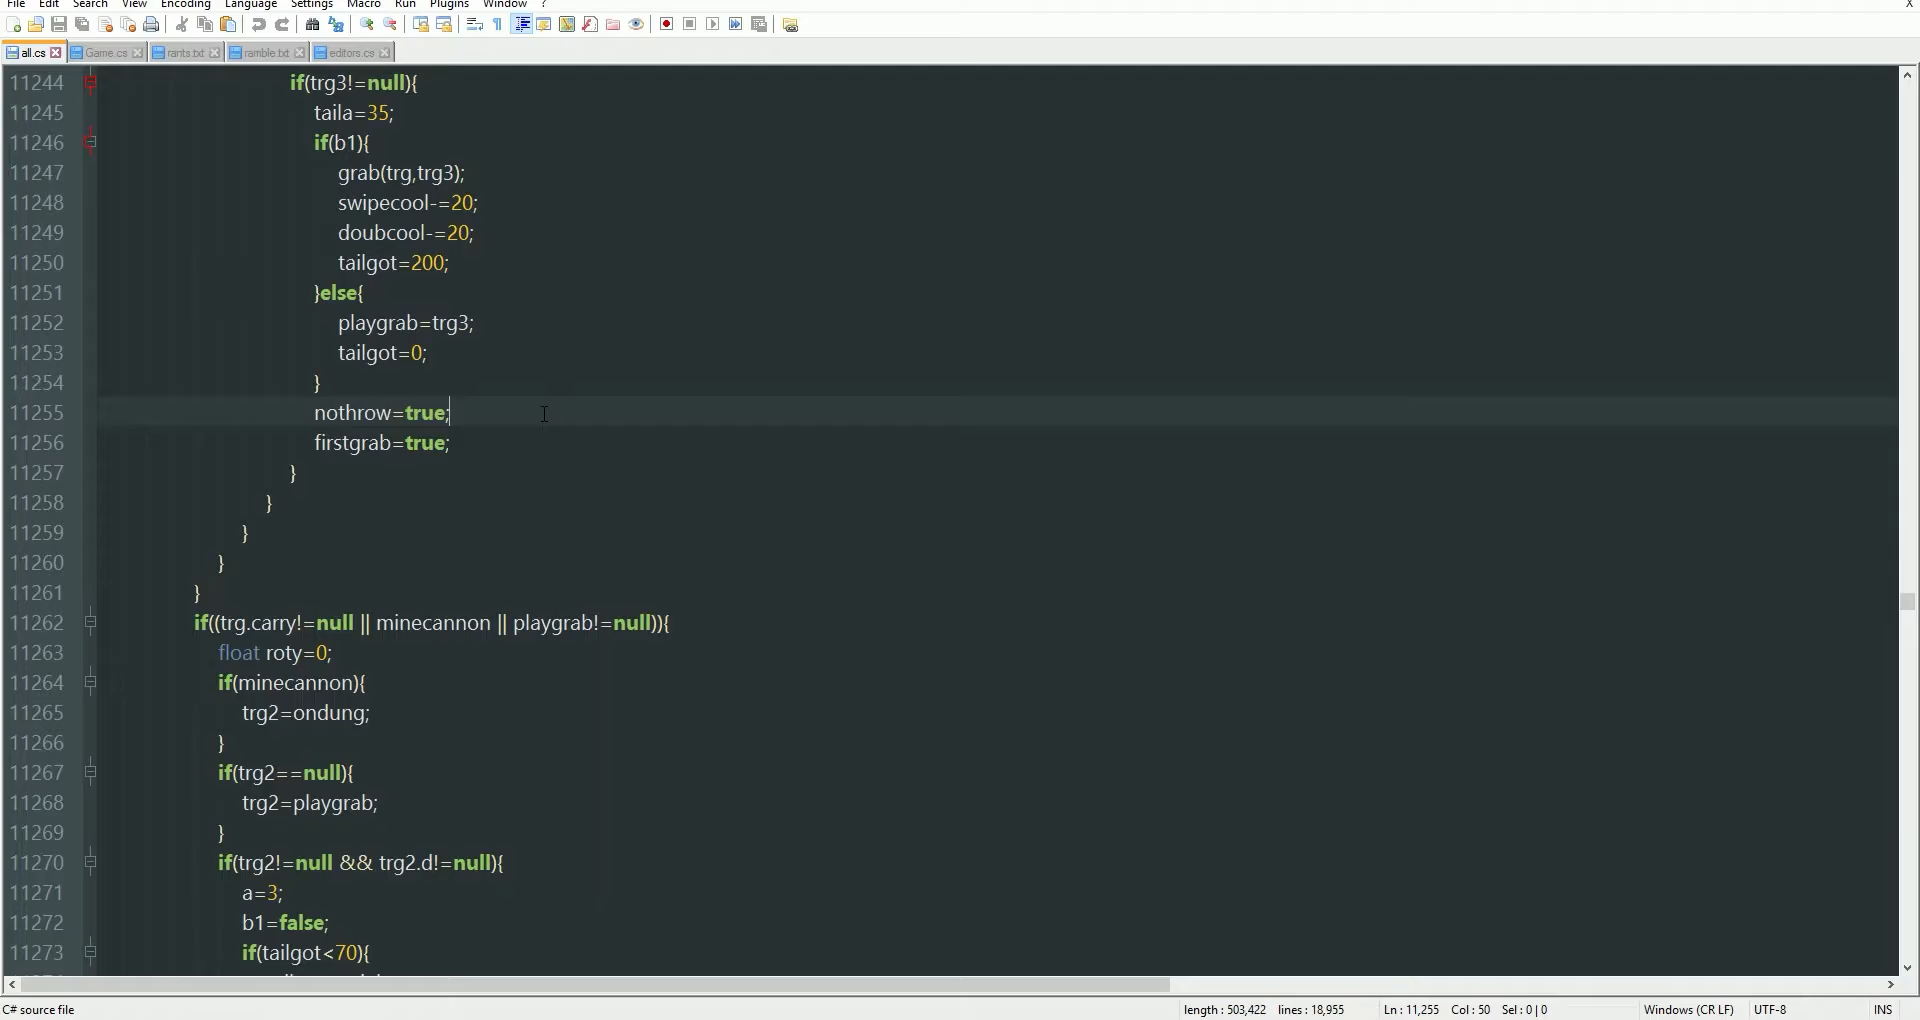 File Edit Search View Encoding Language Settings Macro Run Plugins Window ? X
all.cs Game.cs rants.txt ramble.txt editors.cs
11244 if(trg3!=null){
11245 taila=35;
11246 if(b1){
11247 grab(trg,trg3);
11248 swipecool-=20;
11249 doubcool-=20;
11250 tailgot=200;
11251 }else{
11252 playgrab=trg3;
11253 tailgot=0;
11254 }
11255 nothrow=true;
11256 firstgrab=true;
11257 }
11258 }
11259 }
11260 }
11261 }
11262 if((trg.carry!=null || minecannon || playgrab!=null)){
11263 float roty=0;
11264 if(minecannon){
11265 trg2=ondung;
11266 }
11267 if(trg2==null){
11268 trg2=playgrab;
11269 }
11270 if(trg2!=null && trg2.d!=null){
11271 a=3;
11272 b1=false;
11273 if(tailgot<70){
C# source file length : 503,422 lines : 18,955 Ln : 11,255 Col : 50 Sel : 0 | 0 Windows (CR LF) UTF-8 INS